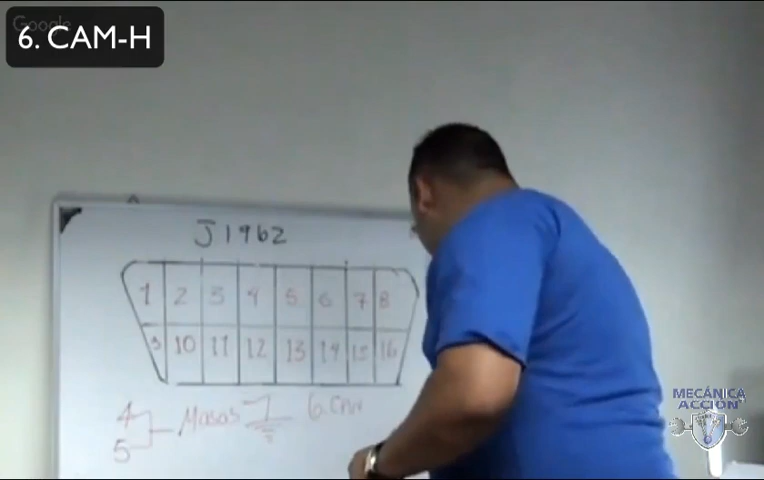 Google
6. CAM-H
J1962
1 2 3 4 5 6 7 8
9 10 11 12 13 14 15 16
4
Masas 6. CAN
5
MECÁNICA
ACCIÓN